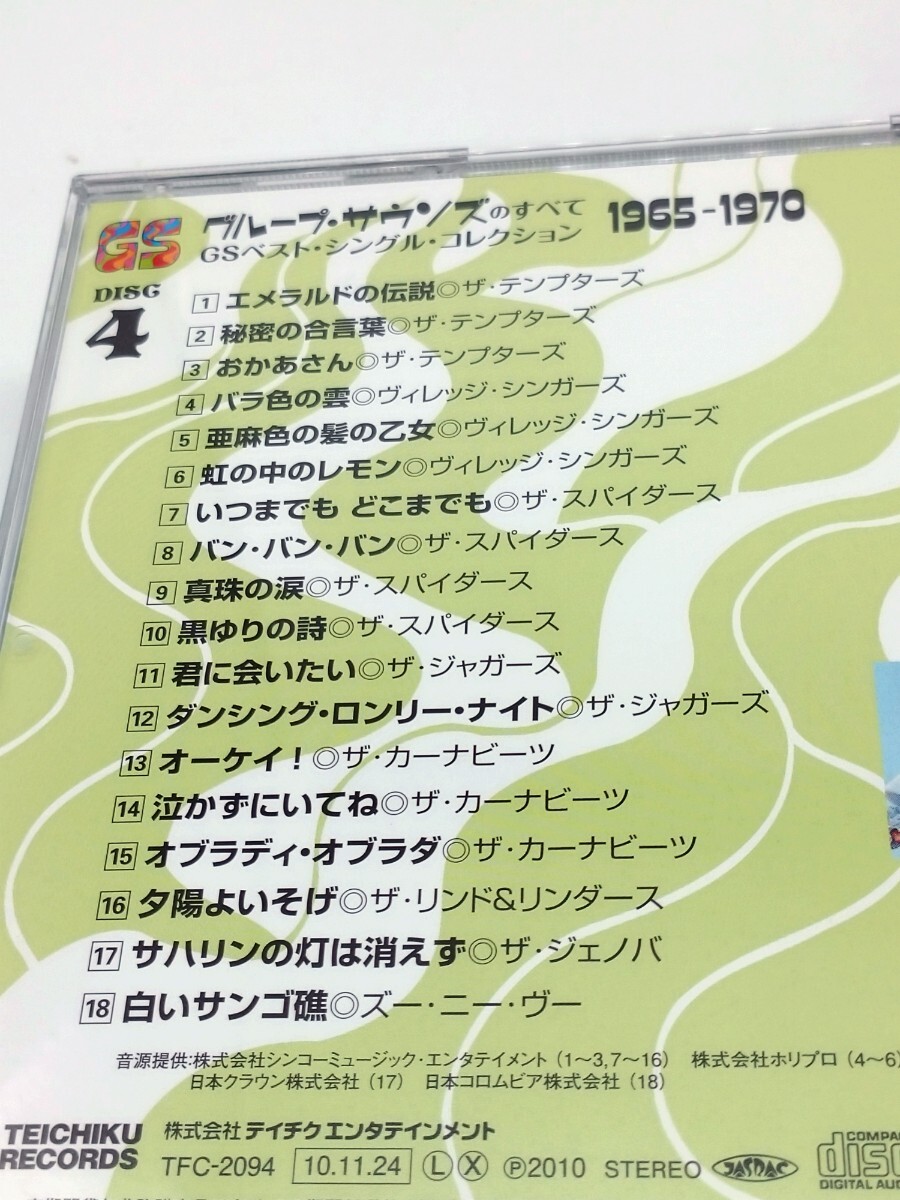 GS グループ・サウンズのすべて 1965-1970
GSベスト・シングル・コレクション
DISC
4
1 エメラルドの伝説◎ザ・テンプターズ
2 秘密の合言葉◎ザ・テンプターズ
3 おかあさん◎ザ・テンプターズ
4 バラ色の雲◎ヴィレッジ・シンガーズ
5 亜麻色の髪の乙女◎ヴィレッジ・シンガーズ
6 虹の中のレモン◎ヴィレッジ・シンガーズ
7 いつまでも どこまでも◎ザ・スパイダース
8 バン・バン・バン◎ザ・スパイダース
9 真珠の涙◎ザ・スパイダース
10 黒ゆりの詩◎ザ・スパイダース
11 君に会いたい◎ザ・ジャガーズ
12 ダンシング・ロンリー・ナイト◎ザ・ジャガーズ
13 オーケイ!◎ザ・カーナビーツ
14 泣かずにいてね◎ザ・カーナビーツ
15 オブラディ・オブラダ◎ザ・カーナビーツ
16 夕陽よいそげ◎ザ・リンド&リンダース
17 サハリンの灯は消えず◎ザ・ジェノバ
18 白いサンゴ礁◎ズー・ニー・ヴー
音源提供:株式会社シンコーミュージック・エンタテイメント(1~3,7~16) 株式会社ホリプロ(4~6)
日本クラウン株式会社(17) 日本コロムビア株式会社(18)
TEICHIKU RECORDS
株式会社テイチクエンタテインメント
TFC-2094 10.11.24 Ⓛ Ⓧ ℗2010 STEREO JASRAC
COMPACT
disc
DIGITAL AUDIO